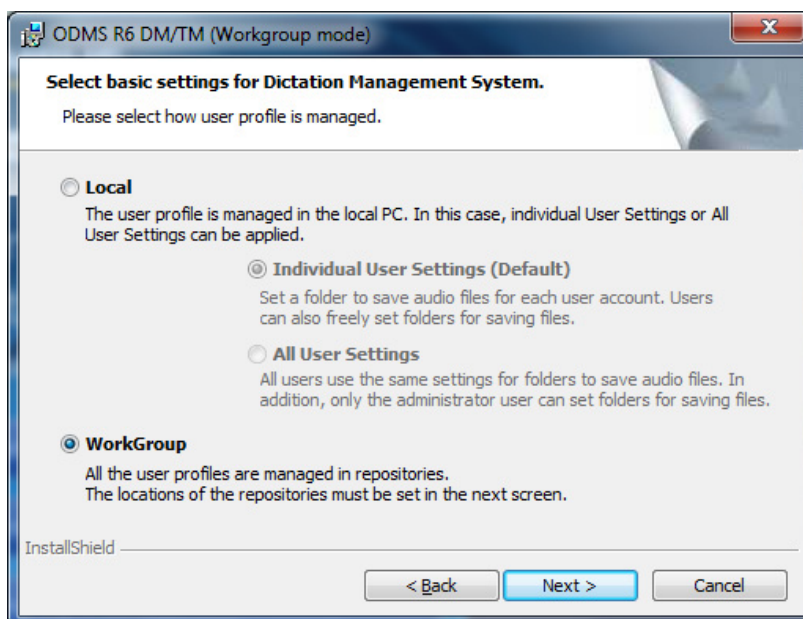 ODMS R6 DM/TM (Workgroup mode)
Select basic settings for Dictation Management System.
Please select how user profile is managed.
Local
The user profile is managed in the local PC. In this case, individual User Settings or All
User Settings can be applied.
Individual User Settings (Default)
Set a folder to save audio files for each user account. Users
can also freely set folders for saving files.
All User Settings
All users use the same settings for folders to save audio files. In
addition, only the administrator user can set folders for saving files.
WorkGroup
All the user profiles are managed in repositories.
The locations of the repositories must be set in the next screen.
InstallShield
< Back Next > Cancel